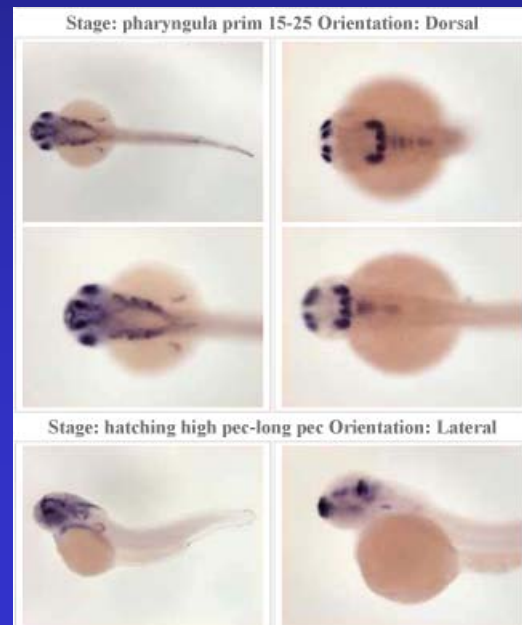 Stage: pharyngula prim 15-25 Orientation: Dorsal
Stage: hatching high pec-long pec Orientation: Lateral